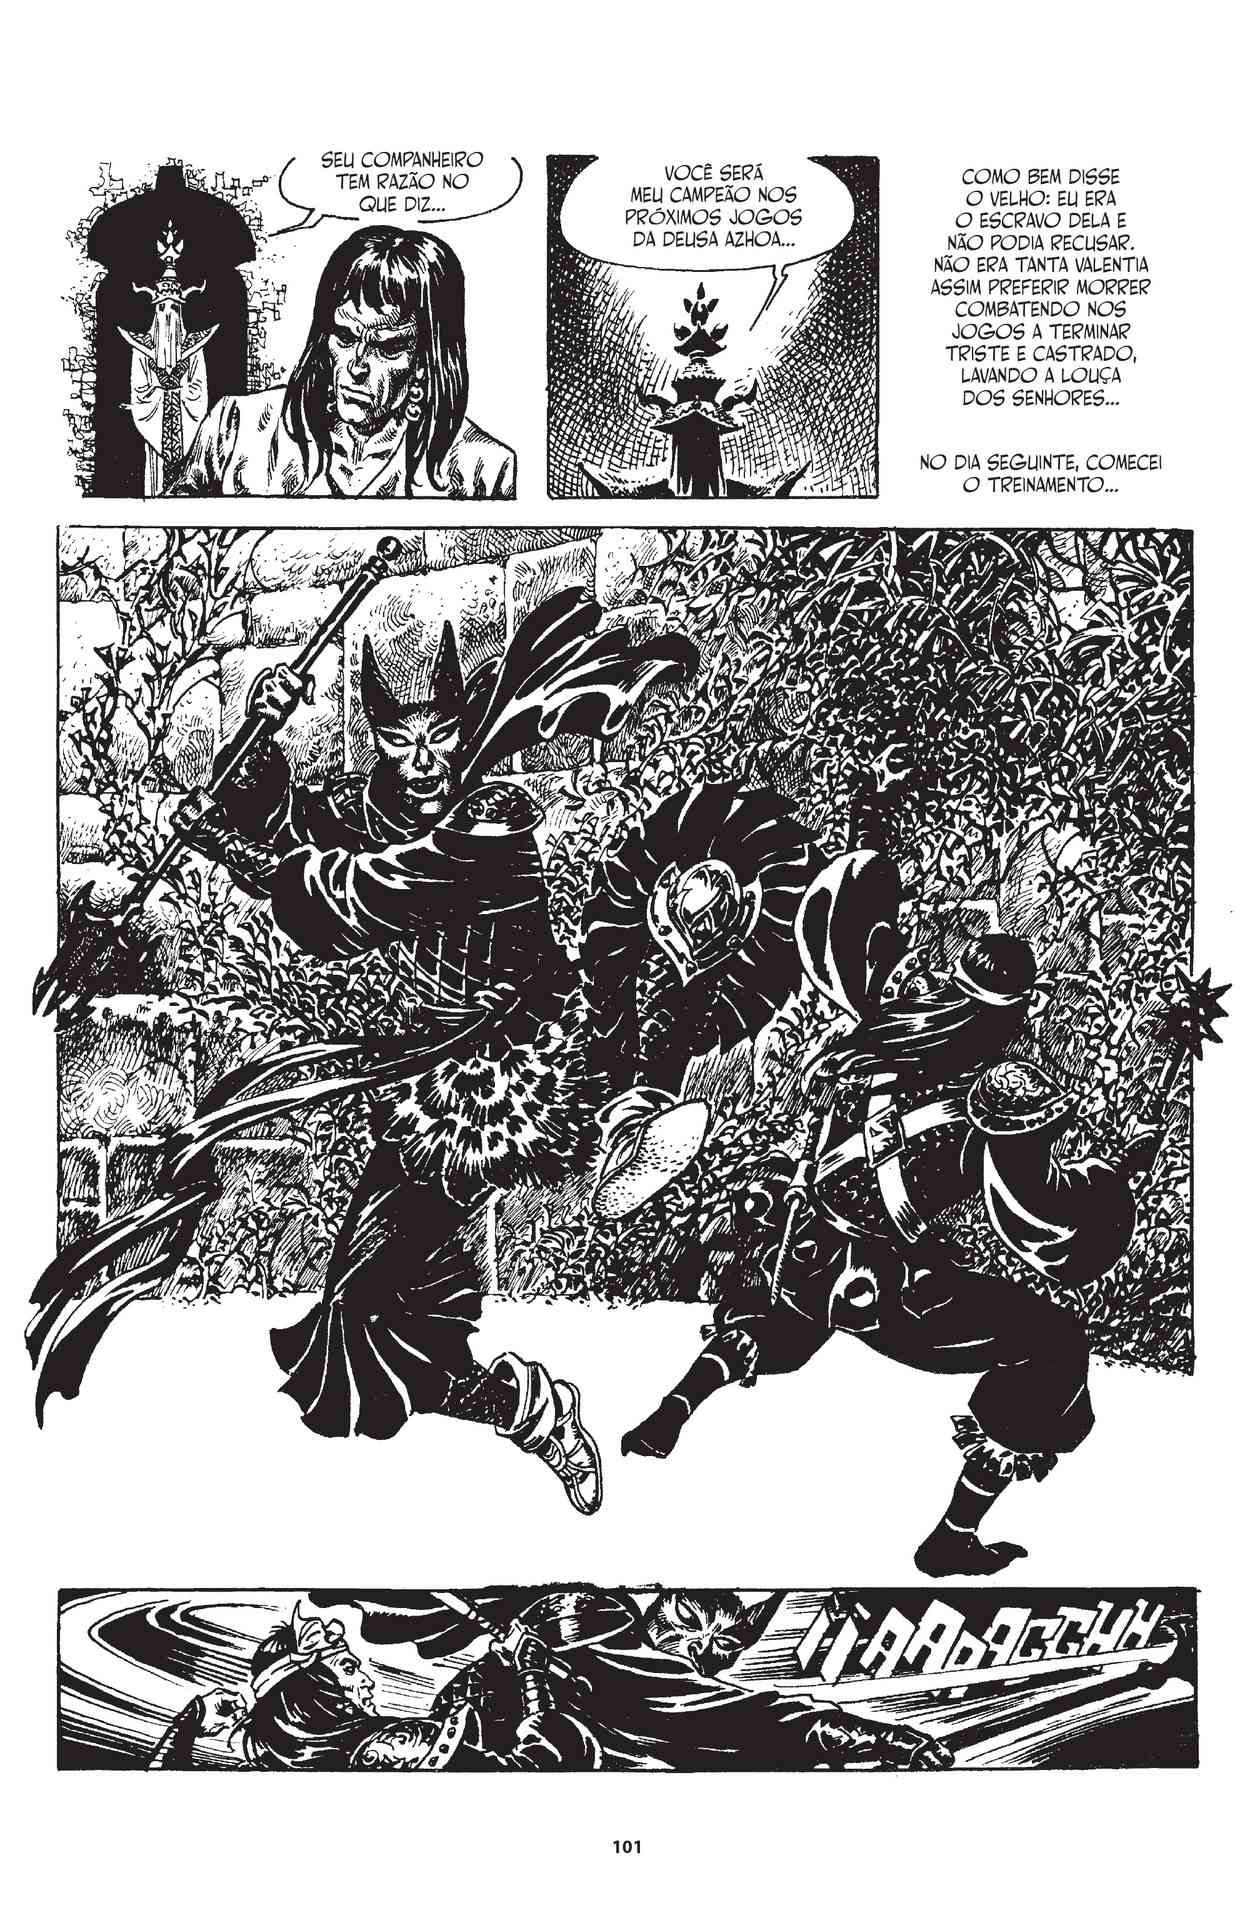 SEU COMPANHEIRO
TEM RAZÃO NO
QUE DIZ...
VOCÊ SERÁ
MEU CAMPEÃO NOS
PRÓXIMOS JOGOS
DA DEUSA AZHOA...
COMO BEM DISSE
O VELHO: EU ERA
O ESCRAVO DELA E
NÃO PODIA RECUSAR.
NÃO ERA TANTA VALENTIA
ASSIM PREFERIR MORRER
COMBATENDO NOS
JOGOS A TERMINAR
TRISTE E CASTRADO,
LAVANDO A LOUÇA
DOS SENHORES...
NO DIA SEGUINTE, COMECEI
O TREINAMENTO...
101